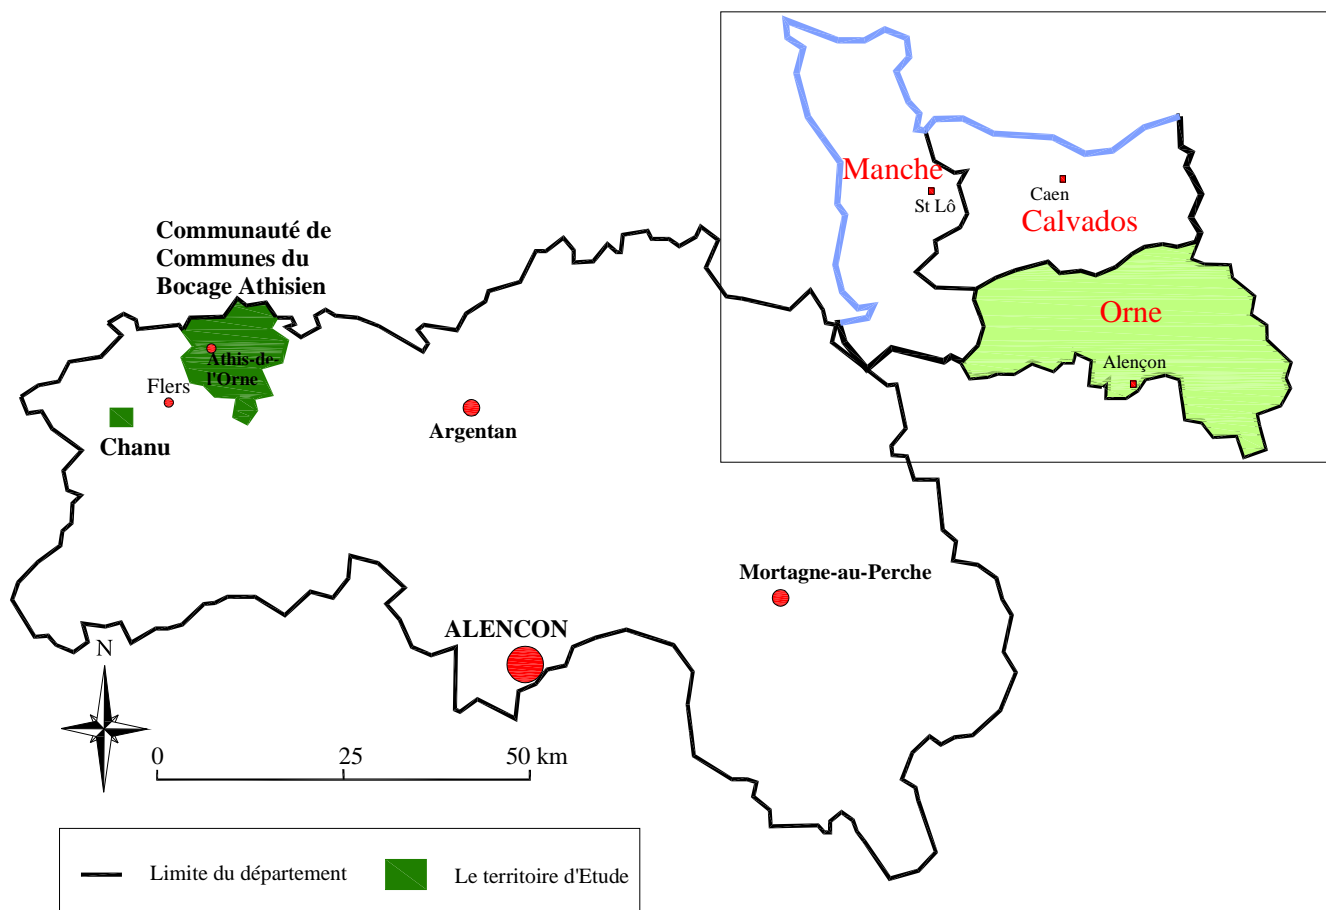 Manche
St Lô
Caen
Calvados
Orne
Alençon
Communauté de
Communes du
Bocage Athisien
Athis-de-
l'Orne
Flers
Chanu
Argentan
Mortagne-au-Perche
ALENCON
N
0 25 50 km
Limite du département Le territoire d'Etude